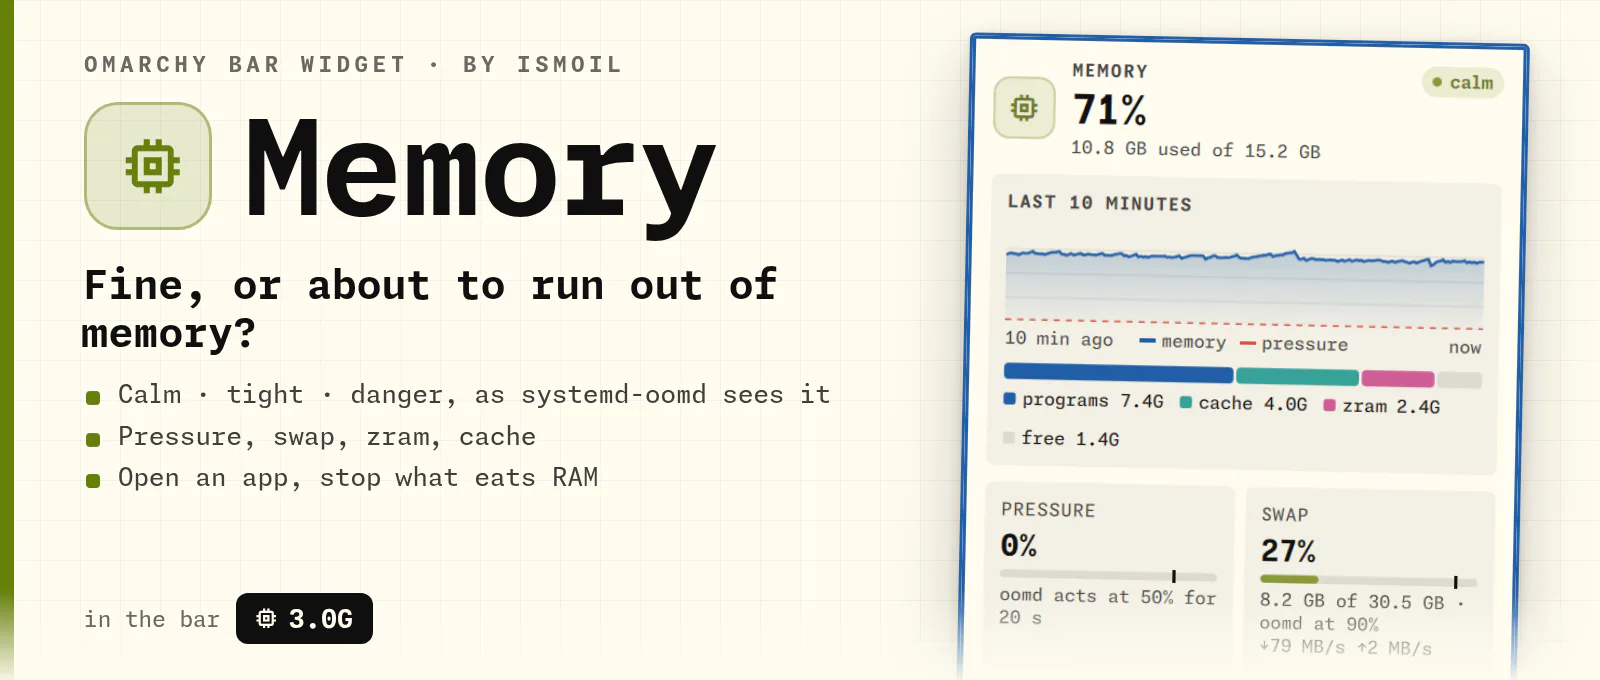 OMARCHY BAR WIDGET · BY ISMOIL
Memory
Fine, or about to run out of
memory?
Calm · tight · danger, as systemd-oomd sees it
Pressure, swap, zram, cache
Open an app, stop what eats RAM
in the bar
3.0G
MEMORY
calm
71%
10.8 GB used of 15.2 GB
LAST 10 MINUTES
10 min ago
memory
pressure
now
programs 7.4G
cache 4.0G
zram 2.4G
free 1.4G
PRESSURE
0%
oomd acts at 50% for
20 s
SWAP
27%
8.2 GB of 30.5 GB ·
oomd at 90%
↓79 MB/s ↑2 MB/s